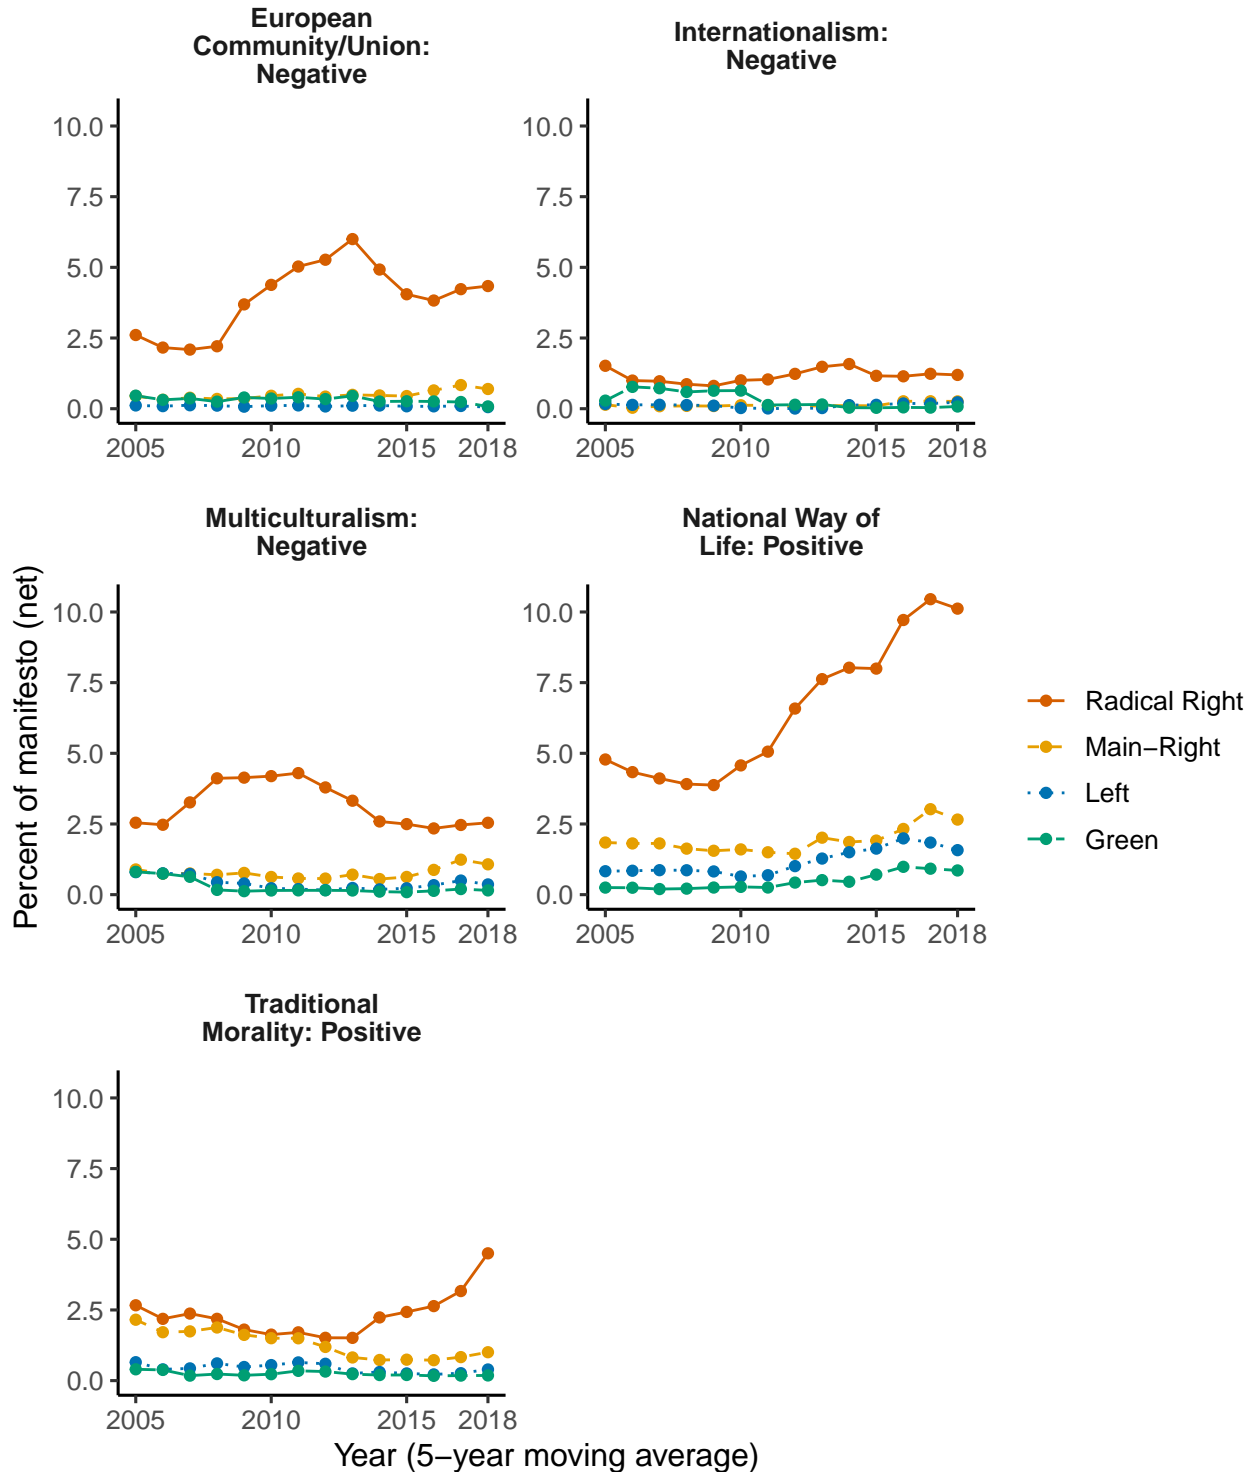 European
Community/Union:
Negative
Internationalism:
Negative
10.0
7.5
5.0
2.5
0.0
2005
2010
2015
2018
10.0
7.5
5.0
2.5
0.0
2005
2010
2015
2018
Multiculturalism:
Negative
National Way of
Life: Positive
10.0
7.5
5.0
2.5
0.0
2005
2010
2015
2018
10.0
7.5
5.0
2.5
0.0
2005
2010
2015
2018
Traditional
Morality: Positive
10.0
7.5
5.0
2.5
0.0
2005
2010
2015
2018
Percent of manifesto (net)
Year (5−year moving average)
Radical Right
Main−Right
Left
Green